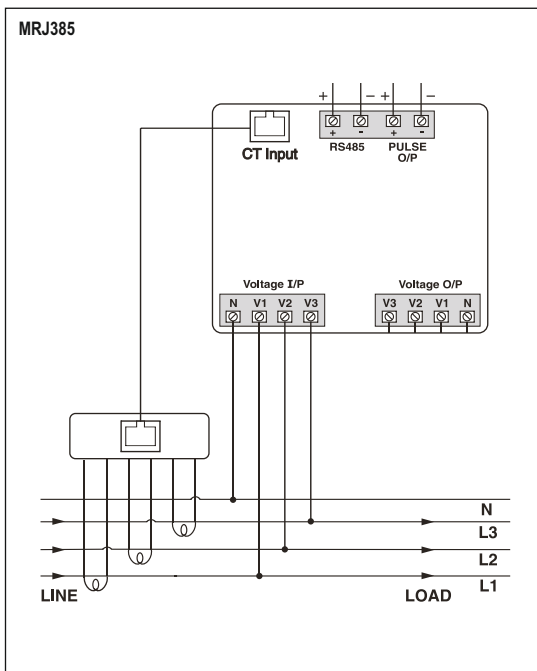 MRJ385
+ − + −
+ - + -
CT Input
RS485 PULSE
O/P
Voltage I/P Voltage O/P
N V1 V2 V3 V3 V2 V1 N
N
L3
L2
L1
LINE LOAD